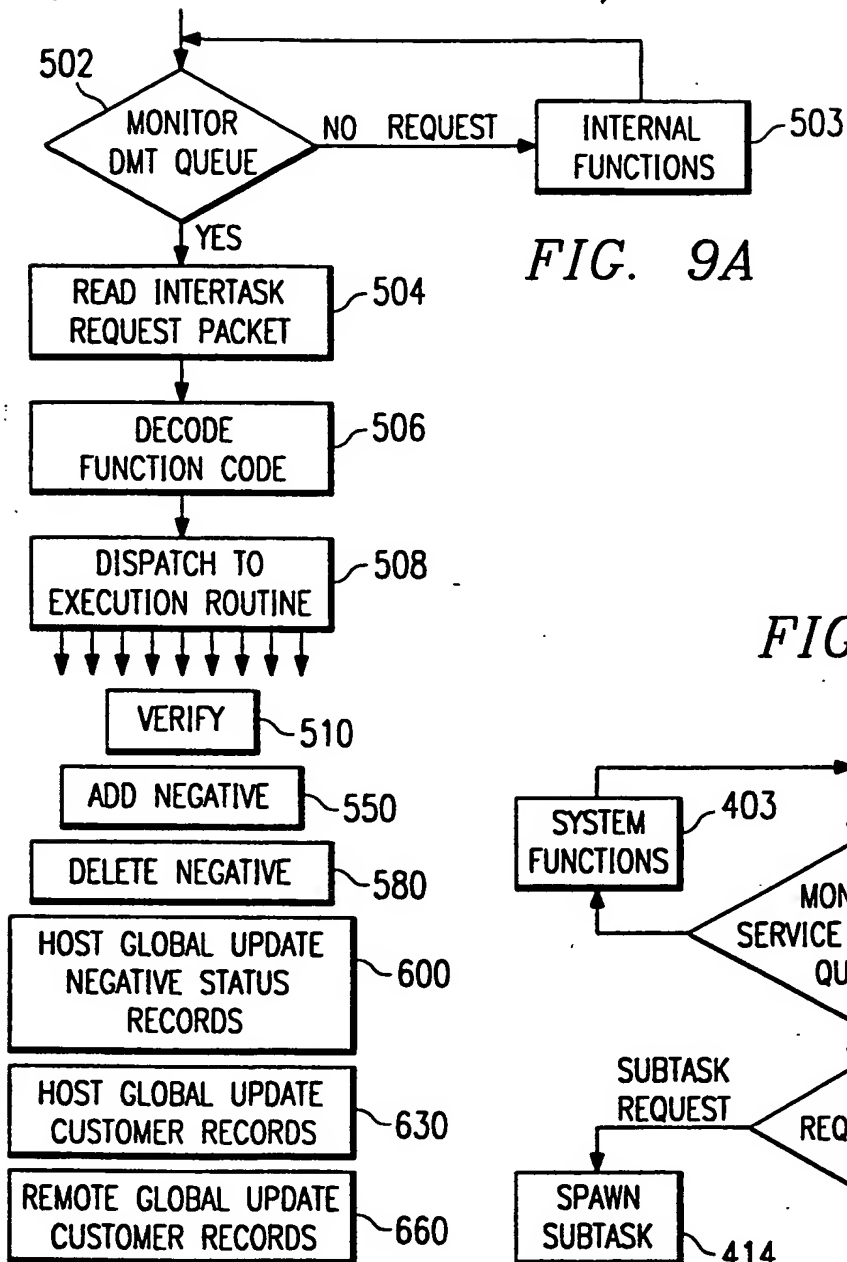 502
MONITOR
DMT QUEUE
NO REQUEST
INTERNAL
FUNCTIONS
503
YES
FIG. 9A
READ INTERTASK
REQUEST PACKET
504
DECODE
FUNCTION CODE
506
DISPATCH TO
EXECUTION ROUTINE
508
VERIFY
510
ADD NEGATIVE
550
DELETE NEGATIVE
580
HOST GLOBAL UPDATE
NEGATIVE STATUS
RECORDS
600
HOST GLOBAL UPDATE
CUSTOMER RECORDS
630
REMOTE GLOBAL UPDATE
CUSTOMER RECORDS
660
FIG
SYSTEM
FUNCTIONS
403
MON
SERVICE
QU
SUBTASK
REQUEST
REQ
SPAWN
SUBTASK
414